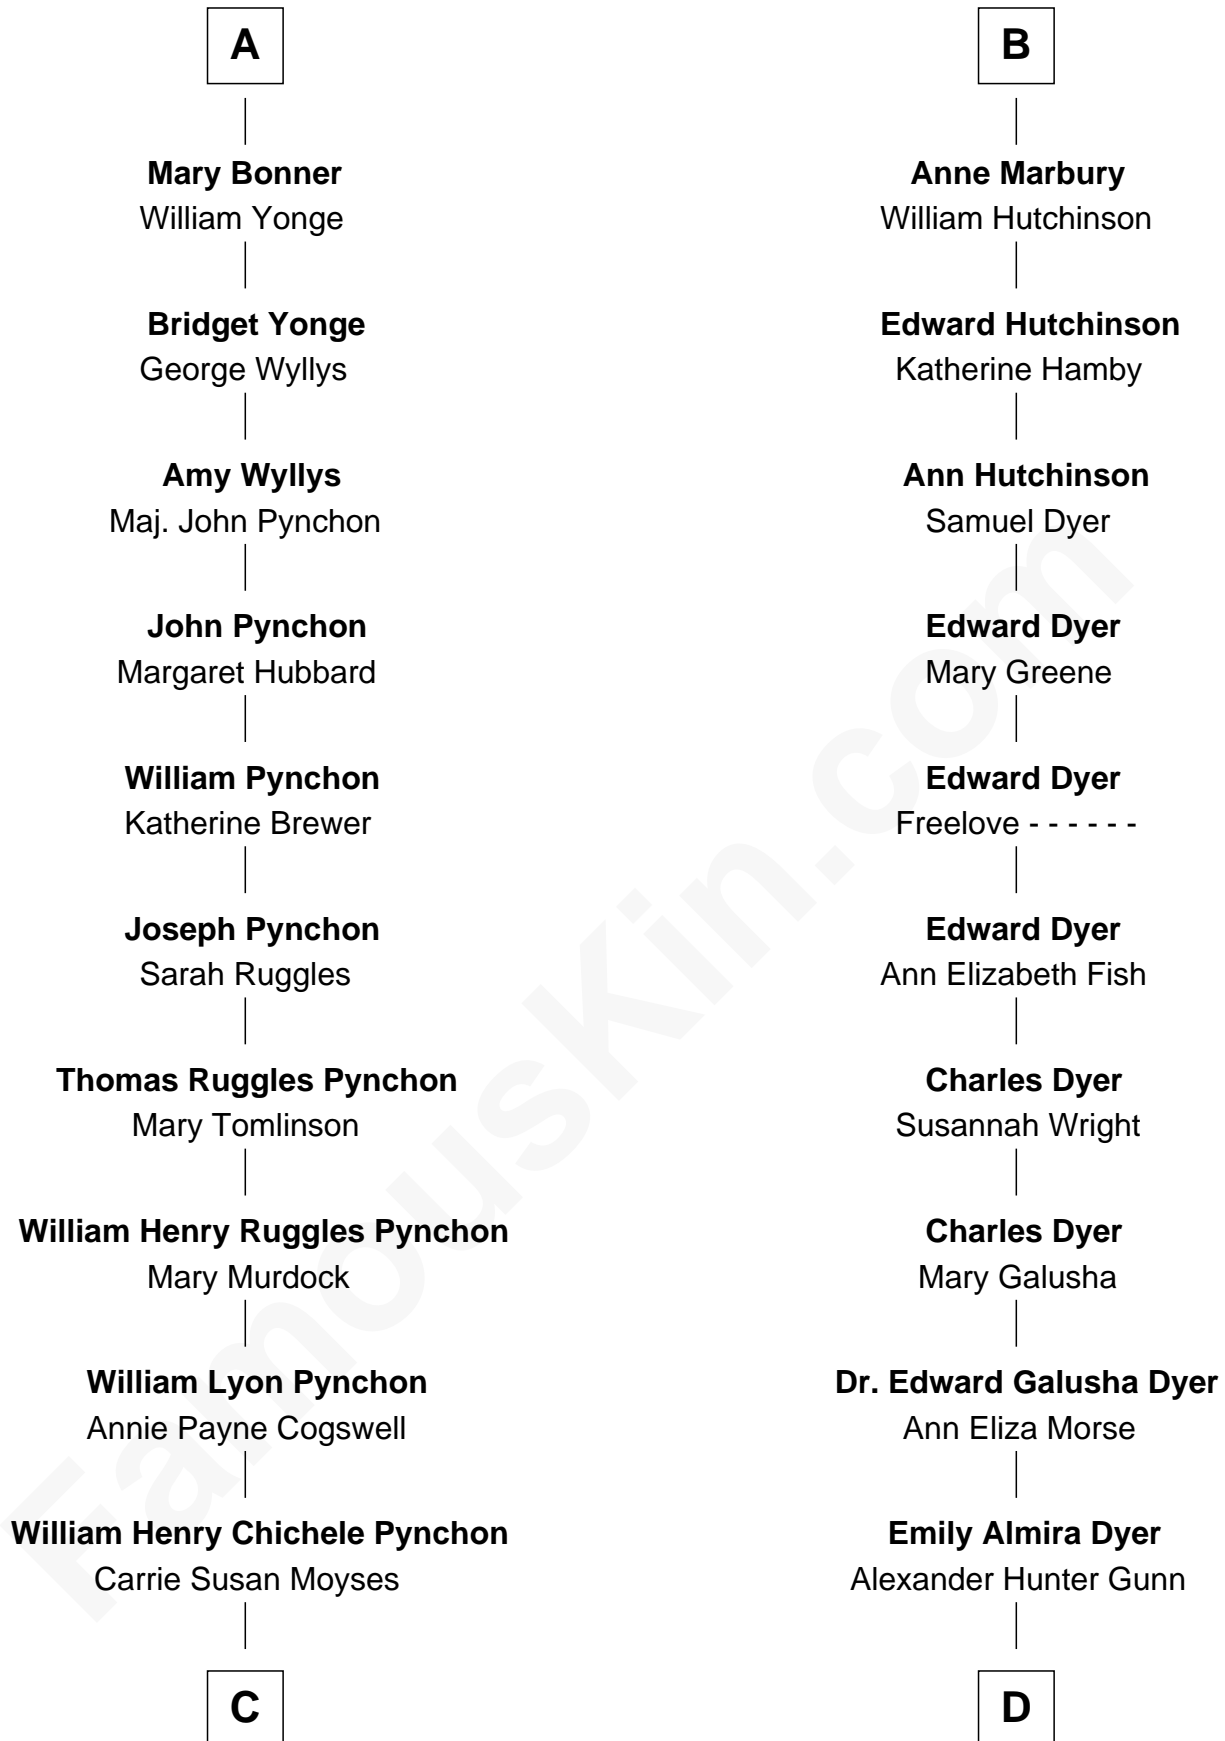 A
Mary Bonner
William Yonge
Bridget Yonge
George Wyllys
Amy Wyllys
Maj. John Pynchon
John Pynchon
Margaret Hubbard
William Pynchon
Katherine Brewer
Joseph Pynchon
Sarah Ruggles
Thomas Ruggles Pynchon
Mary Tomlinson
William Henry Ruggles Pynchon
Mary Murdock
William Lyon Pynchon
Annie Payne Cogswell
William Henry Chichele Pynchon
Carrie Susan Moyses
C
B
Anne Marbury
William Hutchinson
Edward Hutchinson
Katherine Hamby
Ann Hutchinson
Samuel Dyer
Edward Dyer
Mary Greene
Edward Dyer
Freelove - - - - - -
Edward Dyer
Ann Elizabeth Fish
Charles Dyer
Susannah Wright
Charles Dyer
Mary Galusha
Dr. Edward Galusha Dyer
Ann Eliza Morse
Emily Almira Dyer
Alexander Hunter Gunn
D
FamousKin.com